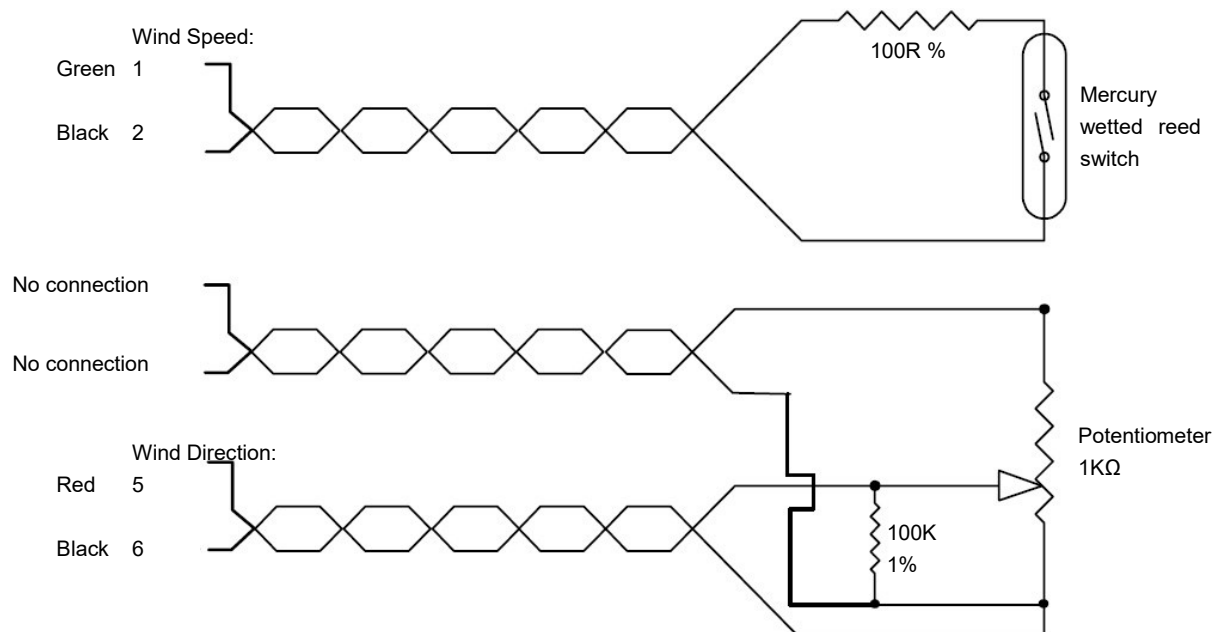 Wind Speed:
Green 1
Black 2
100R %
Mercury
wetted reed
switch
No connection
No connection
Wind Direction:
Red 5
Black 6
Potentiometer
1KΩ
100K
1%